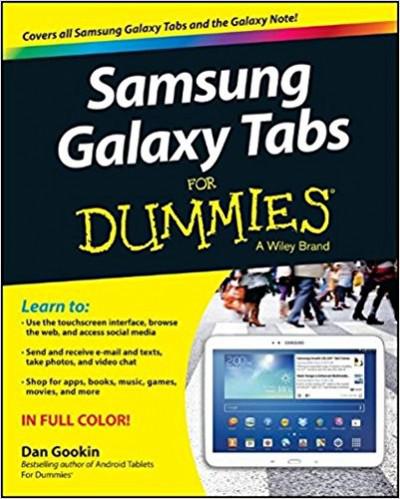 Covers all Samsung Galaxy Tabs and the Galaxy Note!
Samsung
Galaxy Tabs
FOR
DUMMIES®
A Wiley Brand
Learn to:
• Use the touchscreen interface, browse
the web, and access social media
• Send and receive e-mail and texts,
take photos, and video chat
• Shop for apps, books, music, games,
movies, and more
IN FULL COLOR!
Dan Gookin
Bestselling author of Android Tablets
For Dummies®
SAMSUNG
2:00